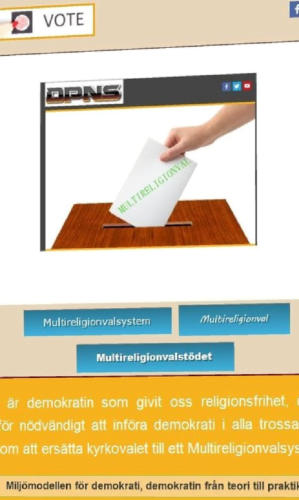 VOTE
DPNS
MULTIRELIGIONVAL
Multireligionvalsystem
Multireligionval
Multireligionvalstödet
är demokratin som givit oss religionsfrihet,
för nödvändigt att införa demokrati i alla trossa
om att ersätta kyrkovalet till ett Multireligionvalsys
Miljömodellen för demokrati, demokratin från teori till prakti